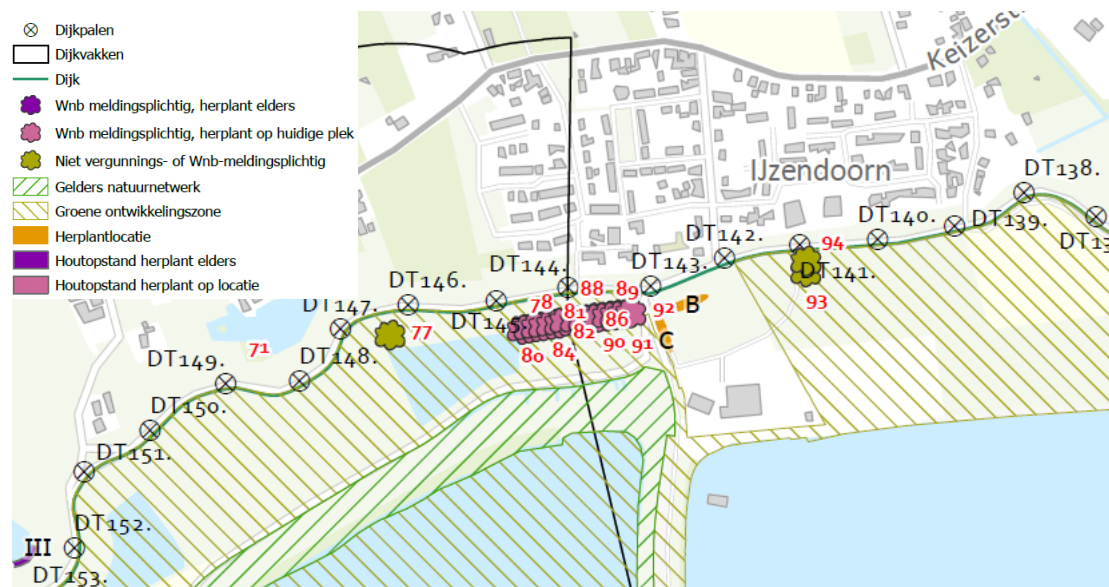 Dijkpalen
Dijkvakken
Dijk
Wnb meldingsplichtig, herplant elders
Wnb meldingsplichtig, herplant op huidige plek
Niet vergunnings- of Wnb-meldingsplichtig
Gelders natuurnetwerk
Groene ontwikkelingszone
Herplantlocatie
Houtopstand herplant elders
Houtopstand herplant op locatie
Keizerst
IJzendoorn
DT138.
DT139.
DT13
DT140.
94
DT141.
93
DT142.
DT143.
DT144.
88
89
78
81
86
92
B
C
82
80
84
90
91
DT145.
DT146.
DT147.
77
71
DT148.
DT149.
DT150.
DT151.
DT152.
III
DT153.